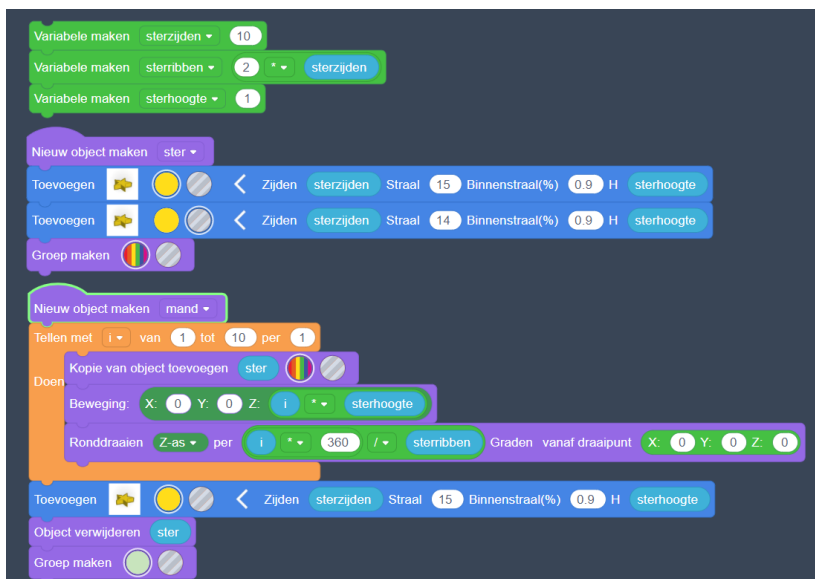 Variabele maken sterzijden 10
Variabele maken sterribben 2 * sterzijden
Variabele maken sterhoogte 1
Nieuw object maken ster
Toevoegen Zijden sterzijden Straal 15 Binnenstraal(%) 0.9 H sterhoogte
Toevoegen Zijden sterzijden Straal 14 Binnenstraal(%) 0.9 H sterhoogte
Groep maken
Nieuw object maken mand
Tellen met i van 1 tot 10 per 1
Kopie van object toevoegen ster
Doen
Beweging: X: 0 Y: 0 Z: i * sterhoogte
Ronddraaien Z-as per i * 360 / sterribben Graden vanaf draaipunt X: 0 Y: 0 Z: 0
Toevoegen Zijden sterzijden Straal 15 Binnenstraal(%) 0.9 H sterhoogte
Object verwijderen ster
Groep maken